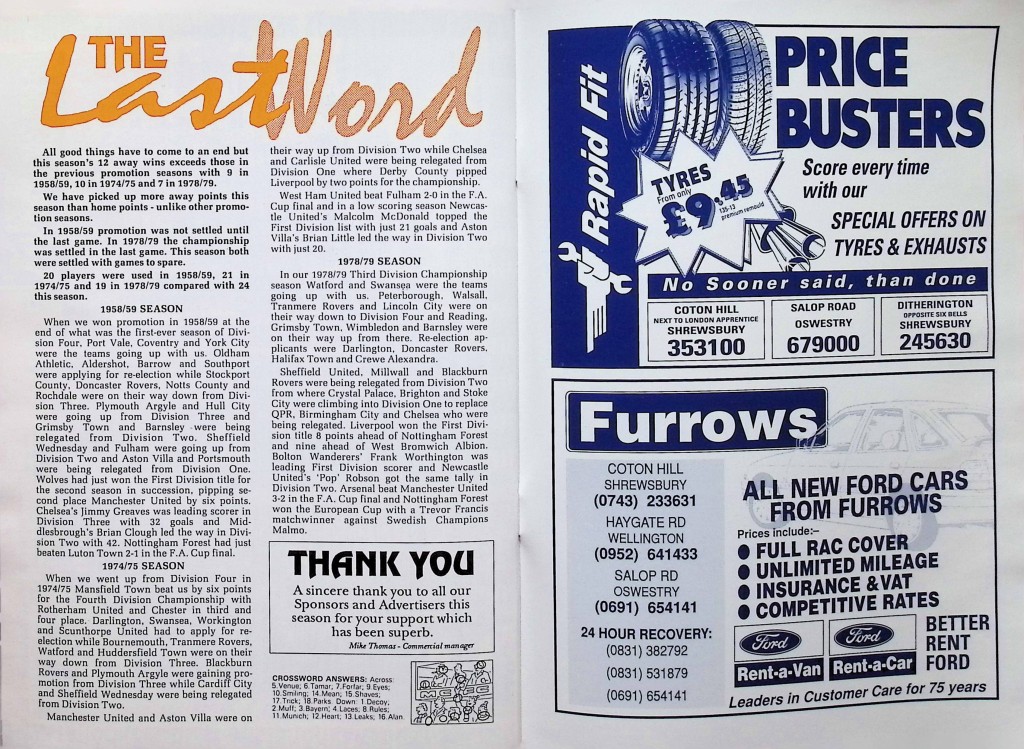 THE
Last Word
All good things have to come to an end but
this season's 12 away wins exceeds those in
the previous promotion seasons with 9 in
1958/59, 10 in 1974/75 and 7 in 1978/79.
We have picked up more away points this
season than home points - unlike other promo-
tion seasons.
In 1958/59 promotion was not settled until
the last game. In 1978/79 the championship
was settled in the last game. This season both
were settled with games to spare.
20 players were used in 1958/59, 21 in
1974/75 and 19 in 1978/79 compared with 24
this season.
1958/59 SEASON
When we won promotion in 1958/59 at the
end of what was the first-ever season of Divi-
sion Four, Port Vale, Coventry and York City
were the teams going up with us. Oldham
Athletic, Aldershot, Barrow and Southport
were applying for re-election while Stockport
County, Doncaster Rovers, Notts County and
Rochdale were on their way down from Div-
ision Three. Plymouth Argyle and Hull City
were going up from Division Three and
Grimsby Town and Barnsley were being
relegated from Division Two. Sheffield
Wednesday and Fulham were going up from
Division Two and Aston Villa and Portsmouth
were being relegated from Division One.
Wolves had just won the First Division title for
the second season in succession, pipping sec-
ond place Manchester United by six points.
Chelsea's Jimmy Greaves was leading scorer in
Division Three with 32 goals and Mid-
dlesbrough's Brian Clough led the way in Divis-
ion Two with 42. Nottingham Forest had just
beaten Luton Town 2-1 in the F.A. Cup final.
1974/75 SEASON
When we went up from Division Four in
1974/75 Mansfield Town beat us by six points
for the Fourth Division Championship with
Rotherham United and Chester in third and
four place. Darlington, Swansea, Workington
and Scunthorpe United had to apply for re-
election while Bournemouth, Tranmere Rovers,
Watford and Huddersfield Town were on their
way down from Division Three. Blackburn
Rovers and Plymouth Argyle were gaining pro-
motion from Division Three while Cardiff City
and Sheffield Wednesday were being relegated
from Division Two.
Manchester United and Aston Villa were on
their way up from Division Two while Chelsea
and Carlisle United were being relegated from
Division One where Derby County pipped
Liverpool by two points for the championship.
West Ham United beat Fulham 2-0 in the F.A.
Cup final and in a low scoring season Newcas-
tle United's Malcolm McDonald topped the
First Division list with just 21 goals and Aston
Villa's Brian Little led the way in Division Two
with just 20.
1978/79 SEASON
In our 1978/79 Third Division Championship
season Watford and Swansea were the teams
going up with us. Peterborough, Walsall,
Tranmere Rovers and Lincoln City were on
their way down to Division Four and Reading,
Grimsby Town, Wimbledon and Barnsley were
on their way up from there. Re-election ap-
plicants were Darlington, Doncaster Rovers,
Halifax Town and Crewe Alexandra.
Sheffield United, Millwall and Blackburn
Rovers were being relegated from Division Two
from where Crystal Palace, Brighton and Stoke
City were climbing into Division One to replace
QPR, Birmingham City and Chelsea who were
being relegated. Liverpool won the First Divi-
sion title 8 points ahead of Nottingham Forest
and nine ahead of West Bromwich Albion.
Bolton Wanderers' Frank Worthington was
leading First Division scorer and Newcastle
United's 'Pop' Robson got the same tally in
Division Two. Arsenal beat Manchester United
3-2 in the F.A. Cup final and Nottingham Forest
won the European Cup with a Trevor Francis
matchwinner against Swedish Champions
Malmo.
THANK YOU
A sincere thank you to all our
Sponsors and Advertisers this
season for your support which
has been superb.
Mike Thomas - Commercial manager
CROSSWORD ANSWERS: Across:
5.Venue; 6.Tamar; 7.Forfar; 9.Eyes;
10.Smiling; 14.Mean; 15.Shaves;
17.Trick; 18.Parks. Down: 1.Decoy;
2.Muff; 3.Bayern; 4.Laces; 8.Rules;
11.Munich; 12.Heart; 13.Leaks; 16.Alan.
Rapid Fit
PRICE
BUSTERS
TYRES
From only
£9.45
135-13
premium remould
Score every time
with our
SPECIAL OFFERS ON
TYRES & EXHAUSTS
No Sooner said, than done
COTON HILL
NEXT TO LONDON APPRENTICE
SHREWSBURY
353100
SALOP ROAD
OSWESTRY
679000
DITHERINGTON
OPPOSITE SIX BELLS
SHREWSBURY
245630
Furrows
COTON HILL
SHREWSBURY
(0743) 233631
HAYGATE RD
WELLINGTON
(0952) 641433
SALOP RD
OSWESTRY
(0691) 654141
24 HOUR RECOVERY:
(0831) 382792
(0831) 531879
(0691) 654141
ALL NEW FORD CARS
FROM FURROWS
Prices include:–
● FULL RAC COVER
● UNLIMITED MILEAGE
● INSURANCE & VAT
● COMPETITIVE RATES
Ford
Rent-a-Van
Ford
Rent-a-Car
BETTER
RENT
FORD
Leaders in Customer Care for 75 years